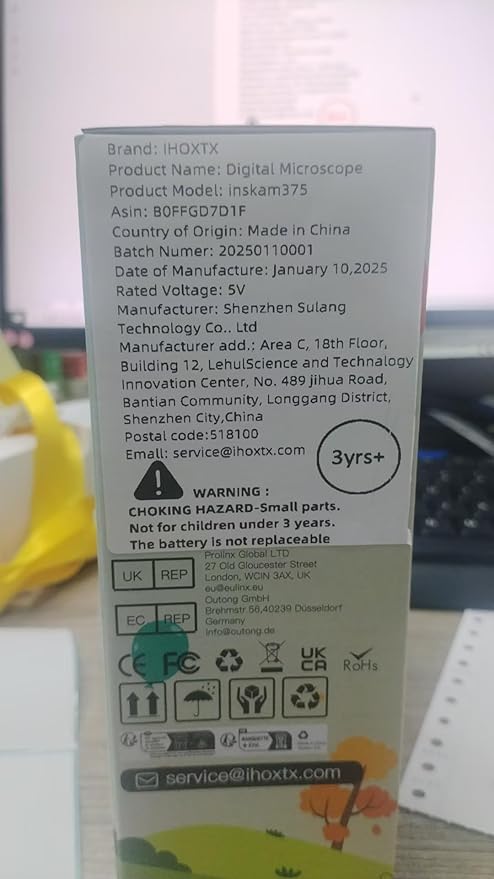 Brand: IHOXTX
Product Name: Digital Microscope
Product Model: inskam375
Asin: B0FFGD7D1F
Country of Origin: Made in China
Batch Numer: 20250110001
Date of Manufacture: January 10,2025
Rated Voltage: 5V
Manufacturer: Shenzhen Sulang
Technology Co.. Ltd
Manufacturer add.: Area C, 18th Floor,
Building 12, LehulScience and Technalogy
Innovation Center, No. 489 jihua Road,
Bantian Community, Longgang District,
Shenzhen City,China
Postal code:518100
Emall: service@ihoxtx.com
3yrs+
WARNING :
CHOKING HAZARD-Small parts.
Not for children under 3 years.
The battery is not replaceable
UK REP
Prolinx Global LTD
27 Old Gloucester Street
London, WCIN 3AX, UK
eu@eulinx.eu
EC REP
Outong GmbH
Brehmstr.56,40239 Düsseldorf
Germany
Info@outong.de
CE FC UK CA RoHs
service@ihoxtx.com